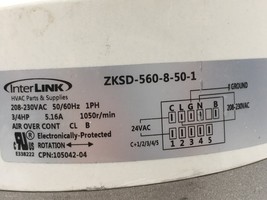 InterLINK
HVAC Parts & Supplies
ZKSD-560-8-50-1
208-230VAC 50/60Hz 1PH
3/4HP 5.16A 1050r/min
AIR OVER CONT CL B
Electronically-Protected
E338222
ROTATION
CPN:105042-04
GROUND
C L G N B
208-230VAC
24VAC
C+1/2/3/4/5
1 2 3 4 5